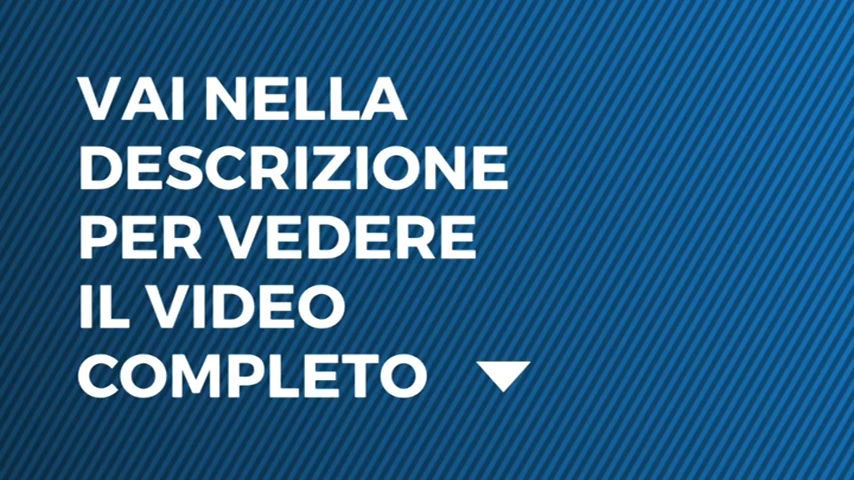 VAI NELLA
DESCRIZIONE
PER VEDERE
IL VIDEO
COMPLETO